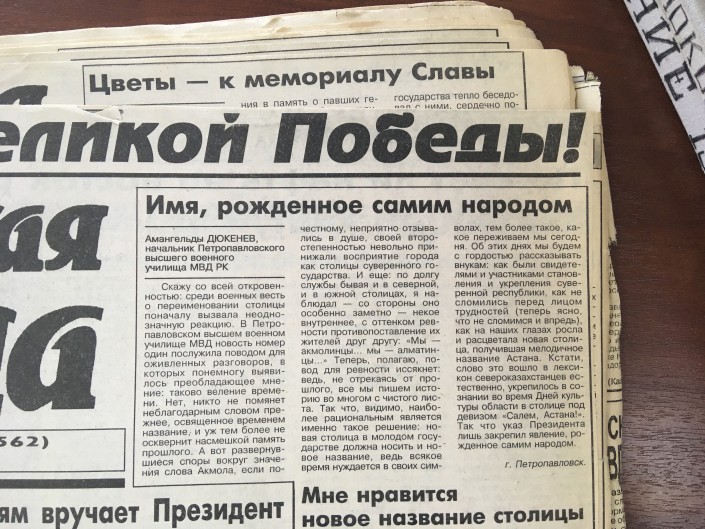 Цветы — к мемориалу Славы
ния в память о павших ге-
государства тепло беседо-
вал с ними, сердечно по-
еликой Победы!
Имя, рожденное самим народом
Амангельды ДЮКЕНЕВ,
начальник Петропавловского
высшего военного
училища МВД РК
Скажу со всей откровен-
ностью: среди военных весть
о переименовании столицы
поначалу вызвала неодно-
значную реакцию. В Петро-
павловском высшем военном
училище МВД новость номер
один послужила поводом для
оживленных разговоров, в
которых понемногу выяви-
лось преобладающее мне-
ние: таково веление време-
ни. Нет, никто не помянет
неблагодарным словом преж-
нее, освященное временем
название, и уж тем более не
осквернит насмешкой память
прошлого. А вот развернув-
шиеся споры вокруг значе-
ния слова Акмола, если по-
честному, неприятно отзыва-
лись в душе, своей второ-
степенностью невольно при-
нижали восприятие города
как столицы суверенного го-
сударства. И еще: по долгу
службы бывая и в северной,
и в южной столицах, я на-
блюдал — со стороны оно
особенно заметно — некое
внутреннее, с оттенком рев-
ности противопоставление их
жителей друг другу: «Мы —
акмолинцы... мы — алматин-
цы...» Теперь, полагаю, по-
вод для ревности иссякнет:
ведь, не отрекаясь от про-
шлого, все мы пишем исто-
рию во многом с чистого листа.
Так что, видимо, наибо-
лее рациональным является
именно такое решение: но-
вая столица в молодом госу-
дарстве должна носить и но-
вое название, ведь всякое
время нуждается в своих сим-
волах, тем более такое, ка-
кое переживаем мы сегод-
ня. Об этих днях мы будем
с гордостью рассказывать
внукам: как были свидете-
лями и участниками становле-
ния и укрепления суве-
ренной республики, как не
сломились перед лицом
трудностей (теперь ясно,
что не сломимся и впредь),
как на наших глазах росла
и расцветала новая столи-
ца, получившая мелодичное
название Астана. Кстати,
слово это вошло в лекси-
кон североказахстанцев ес-
тественно, укрепилось в со-
знании во время Дней куль-
туры области в столице под
девизом «Салем, Астана!».
Так что указ Президента
лишь закрепил явление, ро-
жденное самим народом.
г. Петропавловск.
562)
ям вручает Президент
Мне нравится
новое название столицы